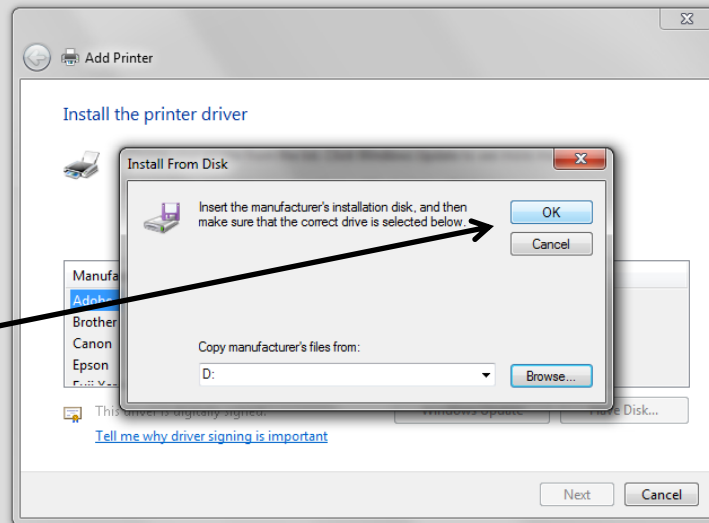 Add Printer
Install the printer driver
Install From Disk
Insert the manufacturer's installation disk, and then
make sure that the correct drive is selected below.
OK
Cancel
Manufa
Adobe
Brother
Canon
Epson
Copy manufacturer's files from:
D:
Browse...
This driver is digitally signed.
Windows Update
Have Disk...
Tell me why driver signing is important
Next
Cancel